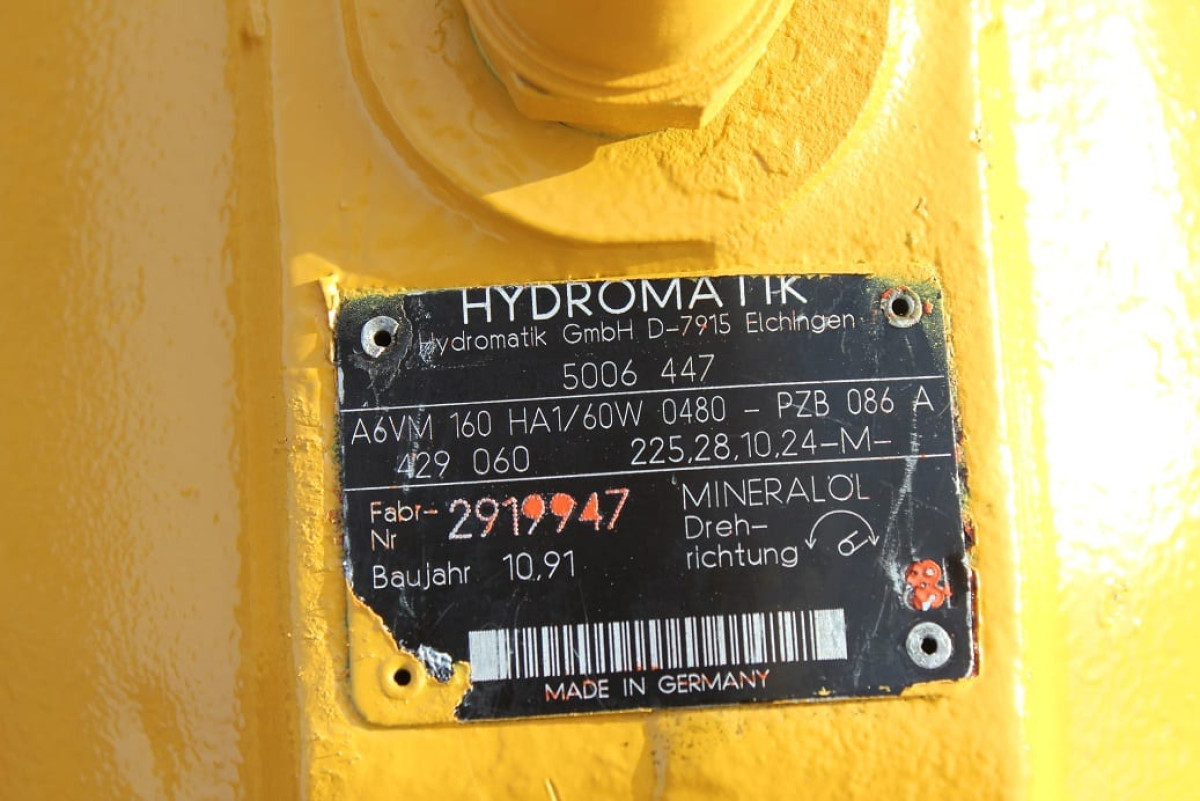 HYDROMATIK
Hydromatik GmbH D-7915 Elchingen
5006 447
A6VM 160 HA1/60W 0480 - PZB 086 A
429 060 225,28,10,24-M-
Fabr-
Nr 2919947
MINERALÖL
Dreh-
richtung
Baujahr 10.91
8
MADE IN GERMANY